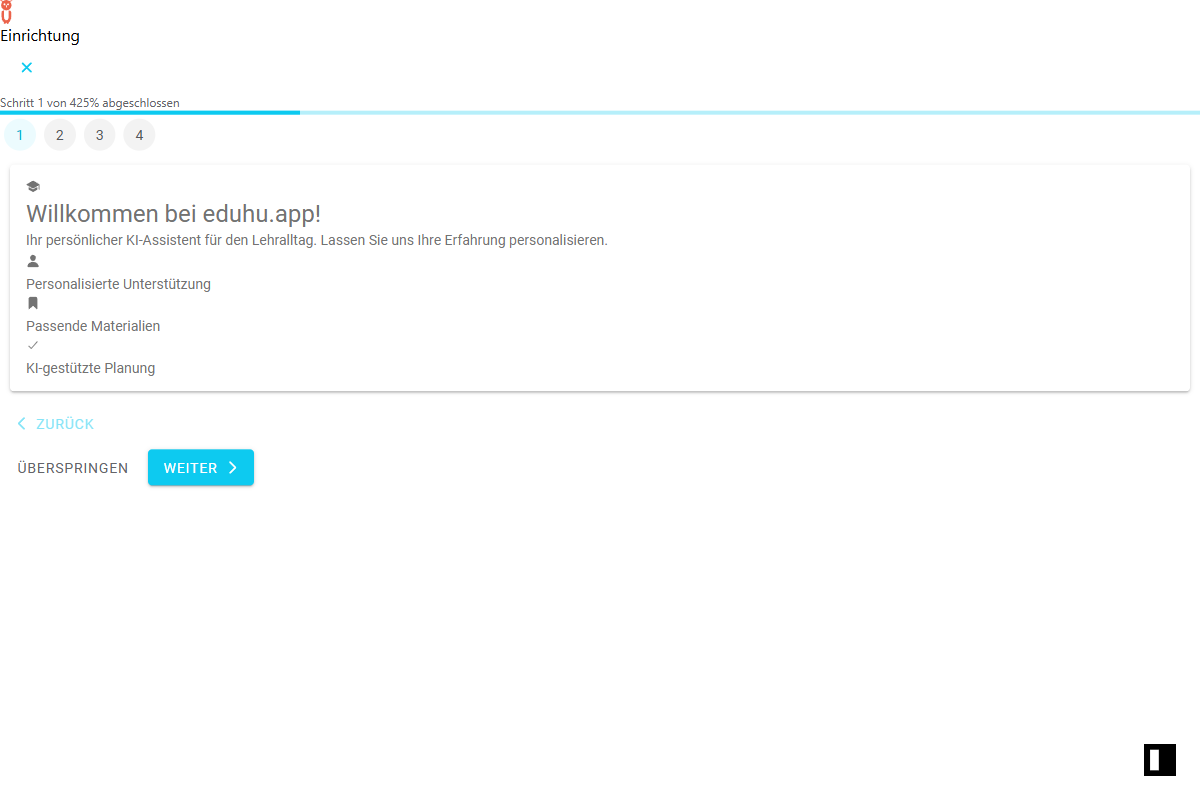 Einrichtung
Schritt 1 von 425% abgeschlossen
1 2 3 4
Willkommen bei eduhu.app!
Ihr persönlicher KI-Assistent für den Lehralltag. Lassen Sie uns Ihre Erfahrung personalisieren.
Personalisierte Unterstützung
Passende Materialien
KI-gestützte Planung
ZURÜCK
ÜBERSPRINGEN WEITER